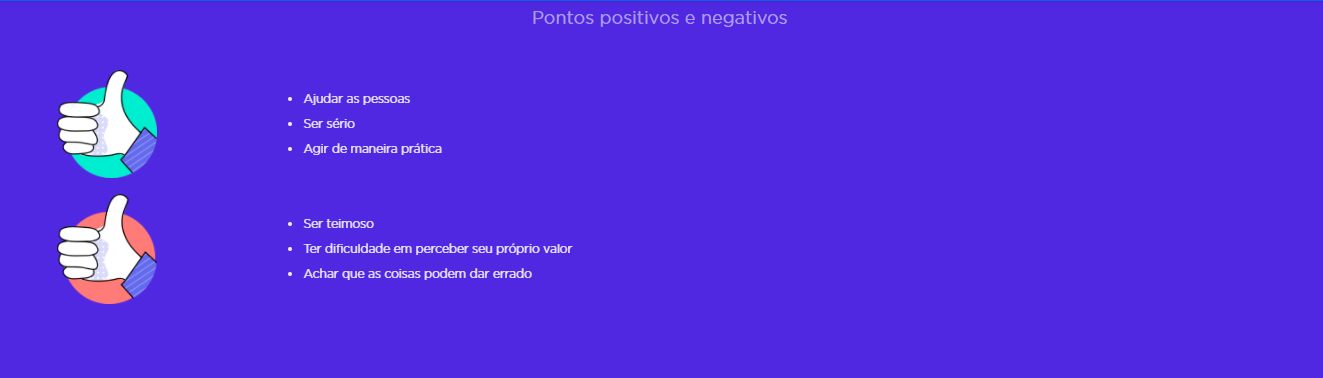 Pontos positivos e negativos
• Ajudar as pessoas
• Ser sério
• Agir de maneira prática
• Ser teimoso
• Ter dificuldade em perceber seu próprio valor
• Achar que as coisas podem dar errado